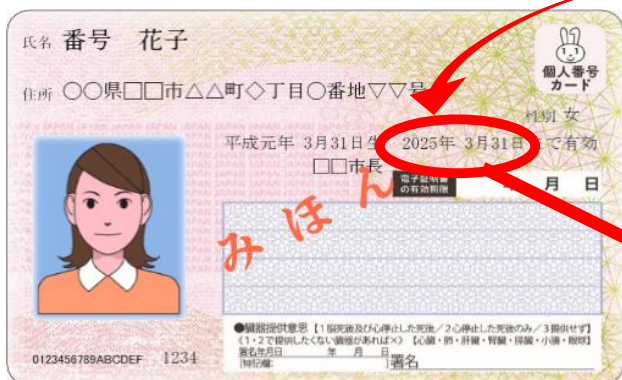 氏名 番号 花子
個人番号
カード
住所 ○○県□□市△△町◇丁目○番地▽▽号
性別 女
平成元年 3月31日生 2025年 3月31日まで有効
□□市長
電子証明書
の有効期限
年 月 日
みほん
●臓器提供意思【1 脳死後及び心停止した死後／2 心停止した死後のみ／3 提供せず】
《1・2で提供したくない臓器があれば×》【心臓・肺・肝臓・腎臓・膵臓・小腸・眼球】
署名年月日 年 月 日
[特記欄: ]署名
0123456789ABCDEF 1234